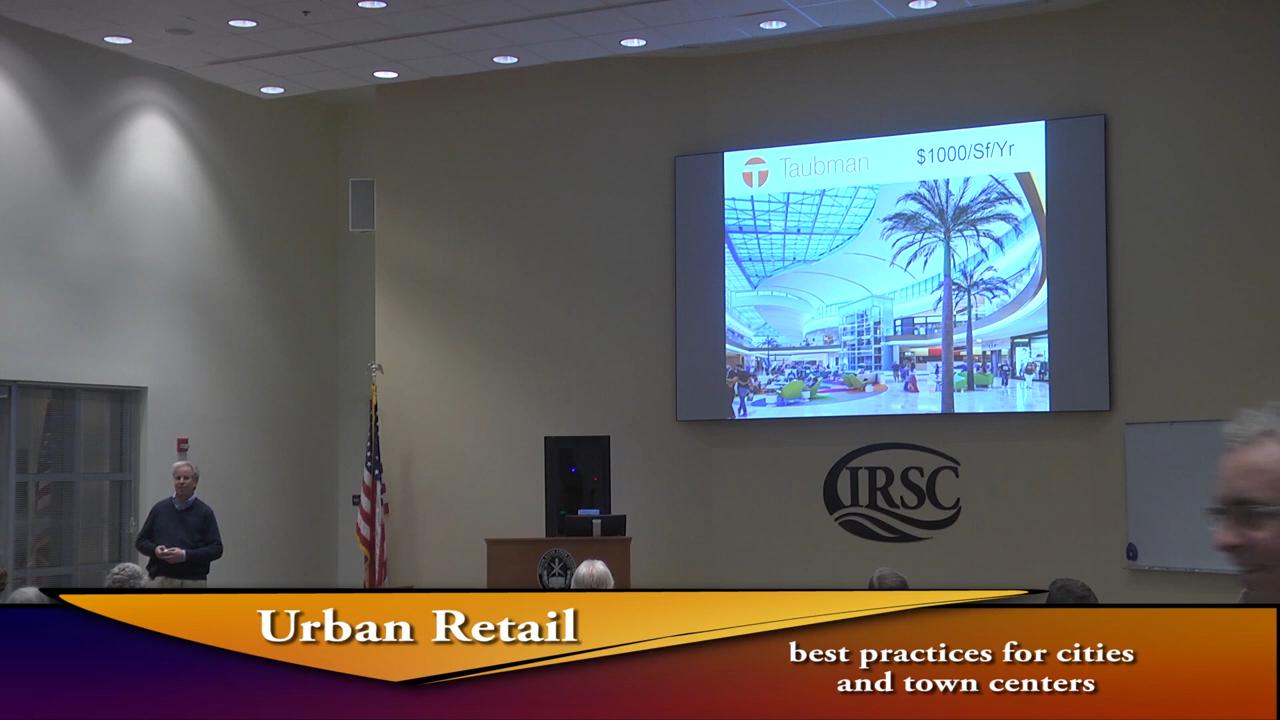 Taubman
$1000/Sf/Yr
IRSC
Urban Retail
best practices for cities
and town centers